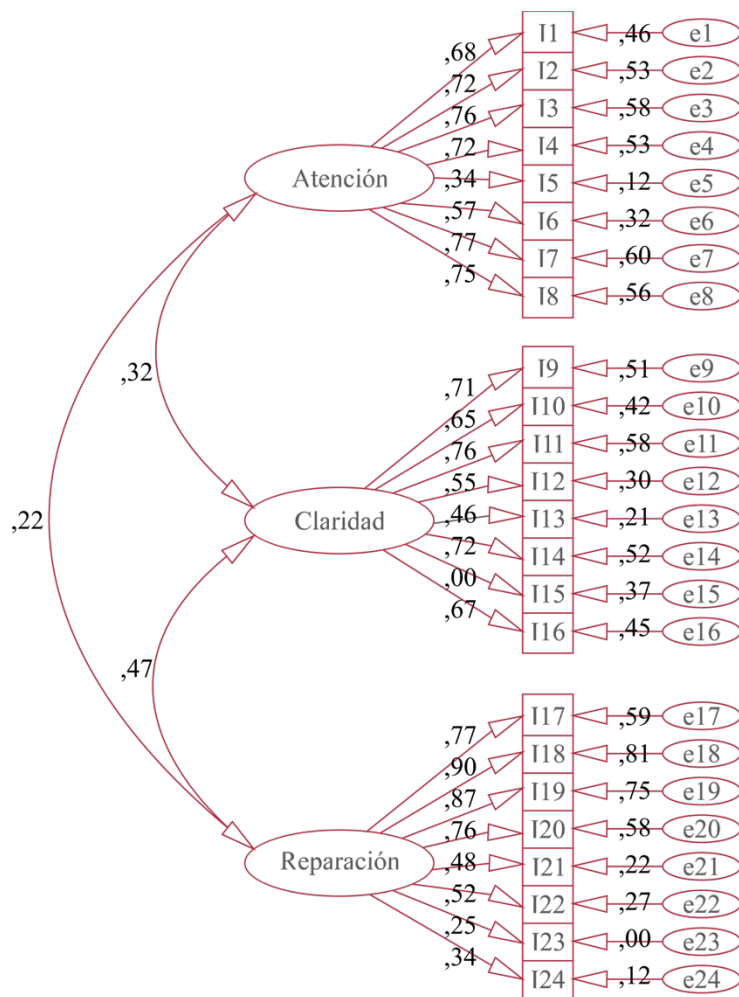 ,68 I1 ,46 e1
,72 I2 ,53 e2
,76 I3 ,58 e3
,72 I4 ,53 e4
Atención
,34 I5 ,12 e5
,57 I6 ,32 e6
,77 I7 ,60 e7
,75 I8 ,56 e8
,32
,71 I9 ,51 e9
,65 I10 ,42 e10
,76 I11 ,58 e11
,55 I12 ,30 e12
Claridad
,46 I13 ,21 e13
,72 I14 ,52 e14
,00 I15 ,37 e15
,67 I16 ,45 e16
,22
,47
,77 I17 ,59 e17
,90 I18 ,81 e18
,87 I19 ,75 e19
,76 I20 ,58 e20
Reparación
,48 I21 ,22 e21
,52 I22 ,27 e22
,25 I23 ,00 e23
,34 I24 ,12 e24